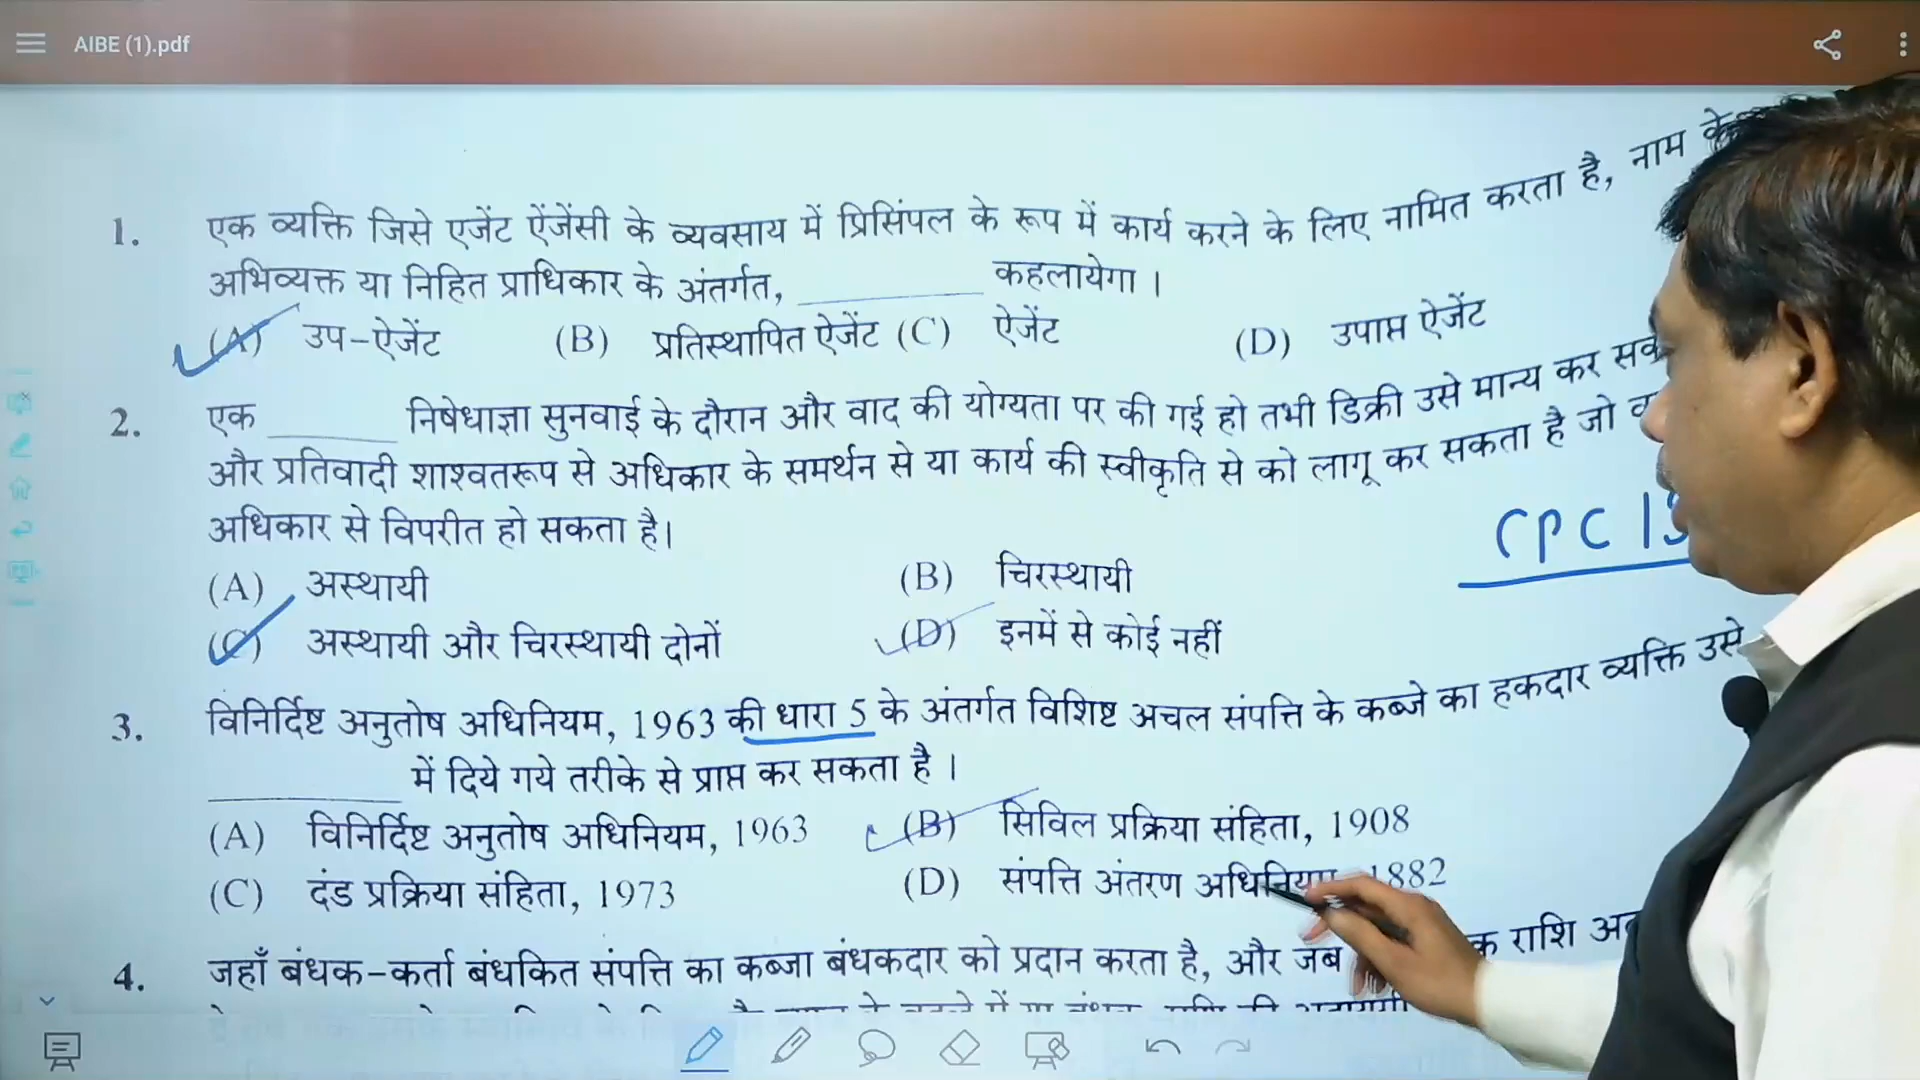 AIBE (1).pdf
1. एक व्यक्ति जिसे एजेंट ऐंजेंसी के व्यवसाय में प्रिसिंपल के रूप में कार्य करने के लिए नामित करता है, नाम के
अभिव्यक्त या निहित प्राधिकार के अंतर्गत, __________ कहलायेगा ।
(A) उप-ऐजेंट (B) प्रतिस्थापित ऐजेंट (C) ऐजेंट (D) उपाप्त ऐजेंट
2. एक ________ निषेधाज्ञा सुनवाई के दौरान और वाद की योग्यता पर की गई हो तभी डिक्री उसे मान्य कर
और प्रतिवादी शाश्वतरूप से अधिकार के समर्थन से या कार्य की स्वीकृति से को लागू कर सकता है जो
अधिकार से विपरीत हो सकता है।
CPC
(A) अस्थायी (B) चिरस्थायी
(C) अस्थायी और चिरस्थायी दोनों (D) इनमें से कोई नहीं
3. विनिर्दिष्ट अनुतोष अधिनियम, 1963 की धारा 5 के अंतर्गत विशिष्ट अचल संपत्ति के कब्जे का हकदार व्यक्ति उसे
__________ में दिये गये तरीके से प्राप्त कर सकता है ।
(A) विनिर्दिष्ट अनुतोष अधिनियम, 1963 (B) सिविल प्रक्रिया संहिता, 1908
(C) दंड प्रक्रिया संहिता, 1973 (D) संपत्ति अंतरण अधिनियम, 1882
4. जहाँ बंधक-कर्ता बंधकित संपत्ति का कब्जा बंधकदार को प्रदान करता है, और जब राशि